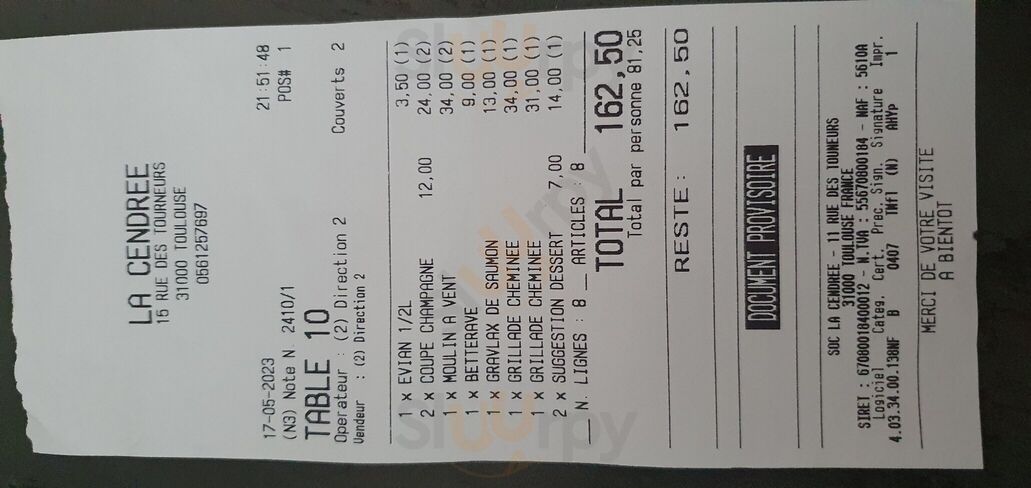 LA CENDREE
15 RUE DES TOURNEURS
31000 TOULOUSE
0561257697
17-05-2023 21:51:48
(N3) Note N. 2410/1 POS# 1
TABLE 10
Operateur : (2) Direction 2 Couverts 2
Vendeur : (2) Direction 2
1 x EVIAN 1/2L 3,50 (1)
2 x COUPE CHAMPAGNE 12,00 24,00 (2)
1 x MOULIN A VENT 34,00 (2)
1 x BETTERAVE 9,00 (1)
1 x GRAVLAX DE SAUMON 13,00 (1)
1 x GRILLADE CHEMINEE 34,00 (1)
1 x GRILLADE CHEMINEE 31,00 (1)
2 x SUGGESTION DESSERT 7,00 14,00 (1)
N. LIGNES : 8 __ ARTICLES : 8
TOTAL 162,50
Total par personne 81,25
RESTE : 162,50
DOCUMENT PROVISOIRE
SOC LA CENDREE - 11 RUE DES TOUNEURS
31000 TOULOUSE FRANCE
SIRET : 67080018400012 - N.TVA : 55670800184 - NAF : 5610A
Logiciel Categ. Cert. Prec. Sign. Signature Impr.
4.03.34.00.138NF B 0407 TMf1 (N) AHYp 1
MERCI DE VOTRE VISITE
A BIENTOT
Sluurpy
Sluurpy
Sluurpy